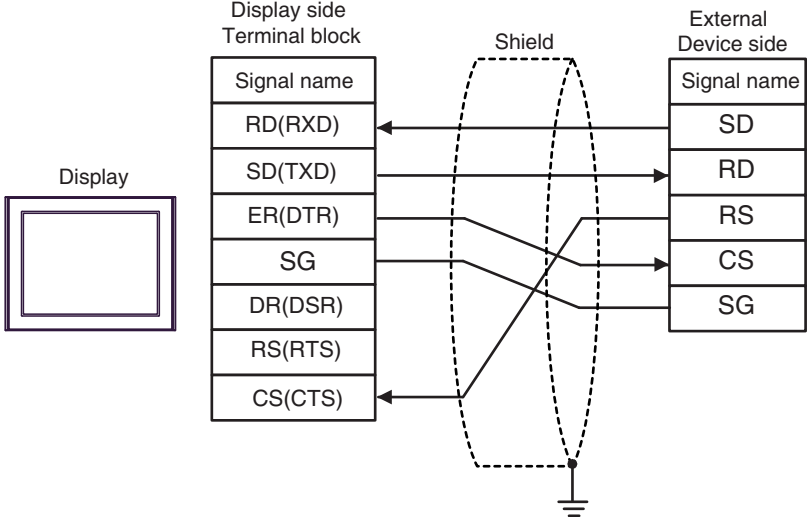 Display side
Terminal block
Signal name
RD(RXD)
SD(TXD)
ER(DTR)
SG
DR(DSR)
RS(RTS)
CS(CTS)
Display
Shield
External
Device side
Signal name
SD
RD
RS
CS
SG